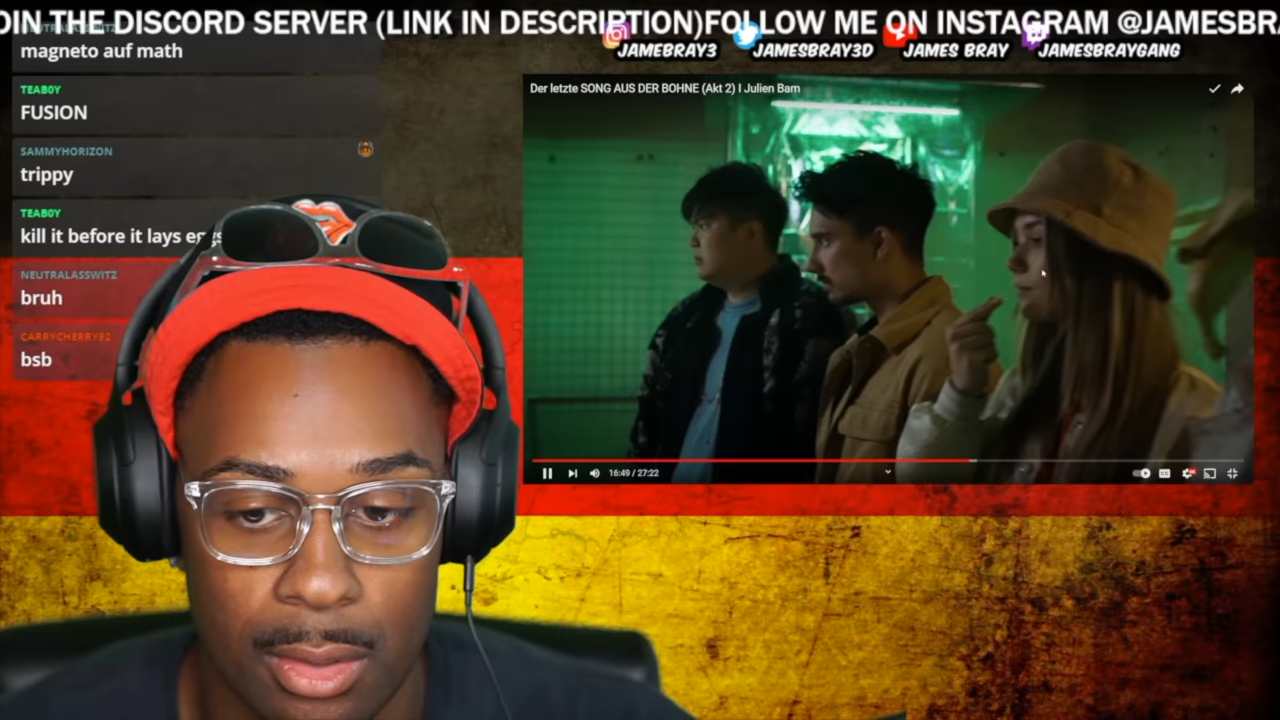 OIN THE DISCORD SERVER (LINK IN DESCRIPTION)FOLLOW ME ON INSTAGRAM @JAMESBRA
JAMEBRAY3
JAMESBRAY3D
JAMES BRAY
JAMESBRAYGANG
NEUTRALASSWITZ
magneto auf math
TEABOY
FUSION
SAMMYHORIZON
trippy
TEABOY
kill it before it lays eggs
NEUTRALASSWITZ
bruh
CARRYCHERRY92
bsb
Der letzte SONG AUS DER BOHNE (Akt 2) I Julien Bam
16:49 / 27:22